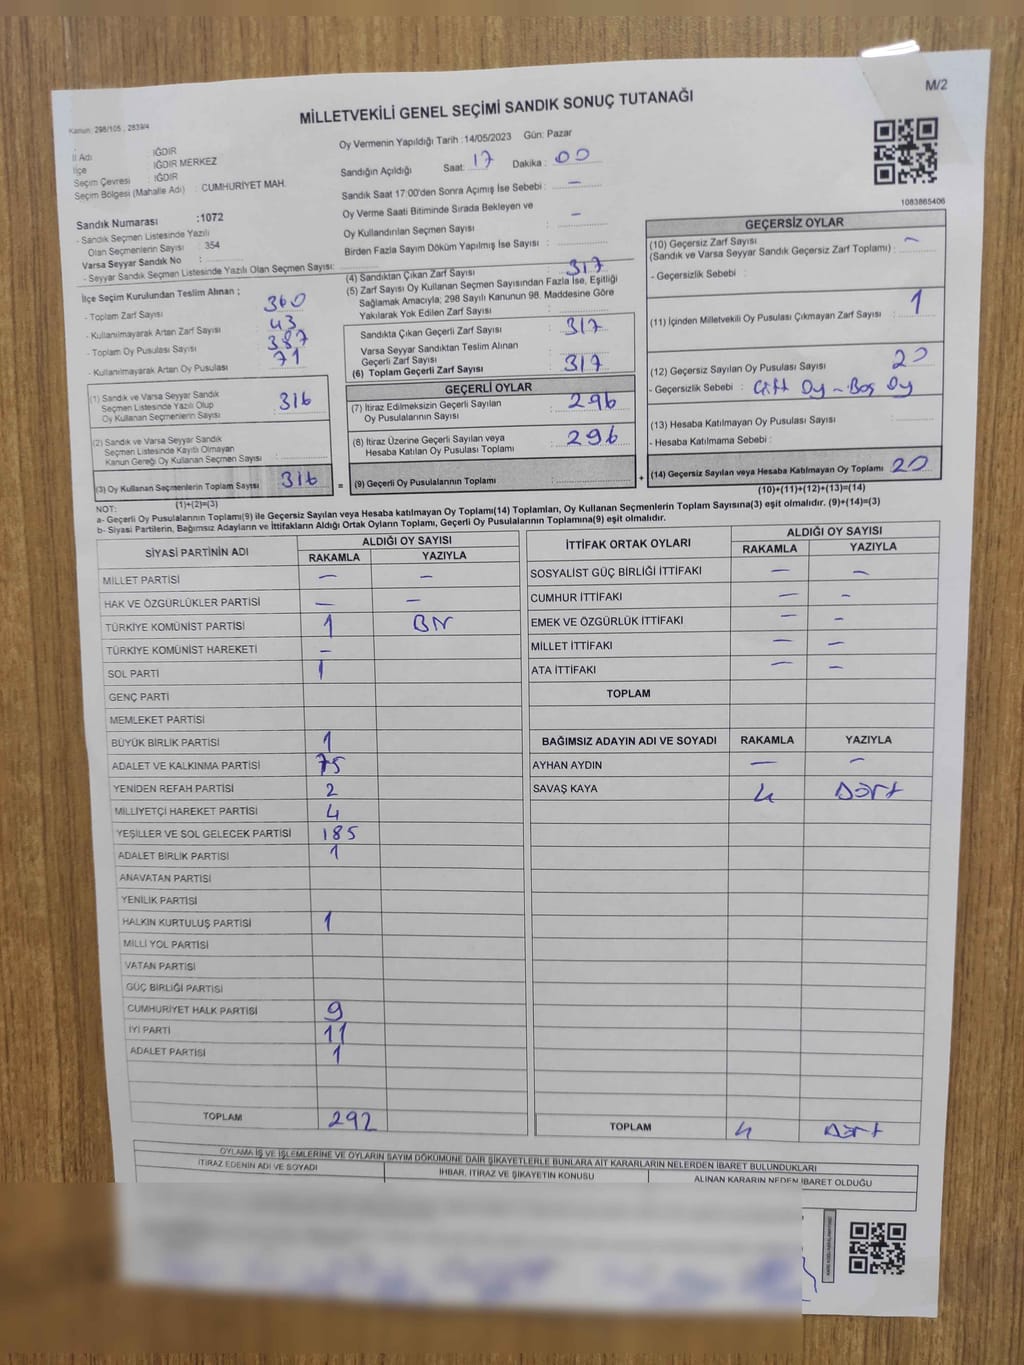 M/2
MİLLETVEKİLİ GENEL SEÇİMİ SANDIK SONUÇ TUTANAĞI
Kanun: 298/105 , 2839/4
İl Adı : IĞDIR
İlçe : IĞDIR MERKEZ
Seçim Çevresi : IĞDIR
Seçim Bölgesi (Mahalle Adı) : CUMHURİYET MAH.
Sandık Numarası :1072
- Sandık Seçmen Listesinde Yazılı
Olan Seçmenlerin Sayısı : 354
Varsa Seyyar Sandık No :
- Seyyar Sandık Seçmen Listesinde Yazılı Olan Seçmen Sayısı:
Oy Vermenin Yapıldığı Tarih :14/05/2023 Gün: Pazar
Sandığın Açıldığı Saat: 17 Dakika : 00
Sandık Saat 17:00'den Sonra Açımış İse Sebebi : —
Oy Verme Saati Bitiminde Sırada Bekleyen ve
Oy Kullandırılan Seçmen Sayısı : —
Birden Fazla Sayım Döküm Yapılmış İse Sayısı :
1083865406
İlçe Seçim Kurulundan Teslim Alınan ;
- Toplam Zarf Sayısı : 360
- Kullanılmayarak Artan Zarf Sayısı : 43
- Toplam Oy Pusulası Sayısı : 387
- Kullanılmayarak Artan Oy Pusulası : 71
(1) Sandık ve Varsa Seyyar Sandık
Seçmen Listesinde Yazılı Olup
Oy Kullanan Seçmenlerin Sayısı : 316
(2) Sandık ve Varsa Seyyar Sandık
Seçmen Listesinde Kayıtlı Olmayan
Kanun Gereği Oy Kullanan Seçmen Sayısı :
(3) Oy Kullanan Seçmenlerin Toplam Sayısı 316
(1)+(2)=(3)
(4) Sandıktan Çıkan Zarf Sayısı : 317
(5) Zarf Sayısı Oy Kullanan Seçmen Sayısından Fazla İse, Eşitliği
Sağlamak Amacıyla; 298 Sayılı Kanunun 98. Maddesine Göre
Yakılarak Yok Edilen Zarf Sayısı :
Sandıkta Çıkan Geçerli Zarf Sayısı : 317
Varsa Seyyar Sandıktan Teslim Alınan
Geçerli Zarf Sayısı :
(6) Toplam Geçerli Zarf Sayısı : 317
GEÇERLİ OYLAR
(7) İtiraz Edilmeksizin Geçerli Sayılan
Oy Pusulalarının Sayısı : 296
(8) İtiraz Üzerine Geçerli Sayılan veya
Hesaba Katılan Oy Pusulası Toplamı : 296
= (9) Geçerli Oy Pusulalarının Toplamı +
GEÇERSİZ OYLAR
(10) Geçersiz Zarf Sayısı
(Sandık ve Varsa Seyyar Sandık Geçersiz Zarf Toplamı) : —
- Geçersizlik Sebebi :
(11) İçinden Milletvekili Oy Pusulası Çıkmayan Zarf Sayısı : 1
(12) Geçersiz Sayılan Oy Pusulası Sayısı : 20
- Geçersizlik Sebebi : Çift Oy - Boş Oy
(13) Hesaba Katılmayan Oy Pusulası Sayısı :
- Hesaba Katılmama Sebebi :
(14) Geçersiz Sayılan veya Hesaba Katılmayan Oy Toplamı 20
(10)+(11)+(12)+(13)=(14)
NOT:
a- Geçerli Oy Pusulalarının Toplamı(9) ile Geçersiz Sayılan veya Hesaba katılmayan Oy Toplamı(14) Toplamları, Oy Kullanan Seçmenlerin Toplam Sayısına(3) eşit olmalıdır. (9)+(14)=(3)
b- Siyasi Partilerin, Bağımsız Adayların ve İttifakların Aldığı Ortak Oyların Toplamı, Geçerli Oy Pusulalarının Toplamına(9) eşit olmalıdır.
SİYASİ PARTİNİN ADI ALDIĞI OY SAYISI
RAKAMLA YAZIYLA
MİLLET PARTİSİ — —
HAK VE ÖZGÜRLÜKLER PARTİSİ — —
TÜRKİYE KOMÜNİST PARTİSİ 1 Bir
TÜRKİYE KOMÜNİST HAREKETİ —
SOL PARTİ 1
GENÇ PARTİ
MEMLEKET PARTİSİ
BÜYÜK BİRLİK PARTİSİ 1
ADALET VE KALKINMA PARTİSİ 75
YENİDEN REFAH PARTİSİ 2
MİLLİYETÇİ HAREKET PARTİSİ 4
YEŞİLLER VE SOL GELECEK PARTİSİ 185
ADALET BİRLİK PARTİSİ 1
ANAVATAN PARTİSİ
YENİLİK PARTİSİ
HALKIN KURTULUŞ PARTİSİ 1
MİLLİ YOL PARTİSİ
VATAN PARTİSİ
GÜÇ BİRLİĞİ PARTİSİ
CUMHURİYET HALK PARTİSİ 9
İYİ PARTİ 11
ADALET PARTİSİ 1
TOPLAM 292
İTTİFAK ORTAK OYLARI ALDIĞI OY SAYISI
RAKAMLA YAZIYLA
SOSYALİST GÜÇ BİRLİĞİ İTTİFAKI — —
CUMHUR İTTİFAKI — —
EMEK VE ÖZGÜRLÜK İTTİFAKI — —
MİLLET İTTİFAKI — —
ATA İTTİFAKI — —
TOPLAM
BAĞIMSIZ ADAYIN ADI VE SOYADI RAKAMLA YAZIYLA
AYHAN AYDIN — —
SAVAŞ KAYA 4 Dört
TOPLAM 4 Dört
OYLAMA İŞ VE İŞLEMLERİNE VE OYLARIN SAYIM DÖKÜMÜNE DAİR ŞİKAYETLERLE BUNLARA AİT KARARLARIN NELERDEN İBARET BULUNDUKLARI
İTİRAZ EDENİN ADI VE SOYADI İHBAR, İTİRAZ VE ŞİKAYETİN KONUSU ALINAN KARARIN NEDEN İBARET OLDUĞU